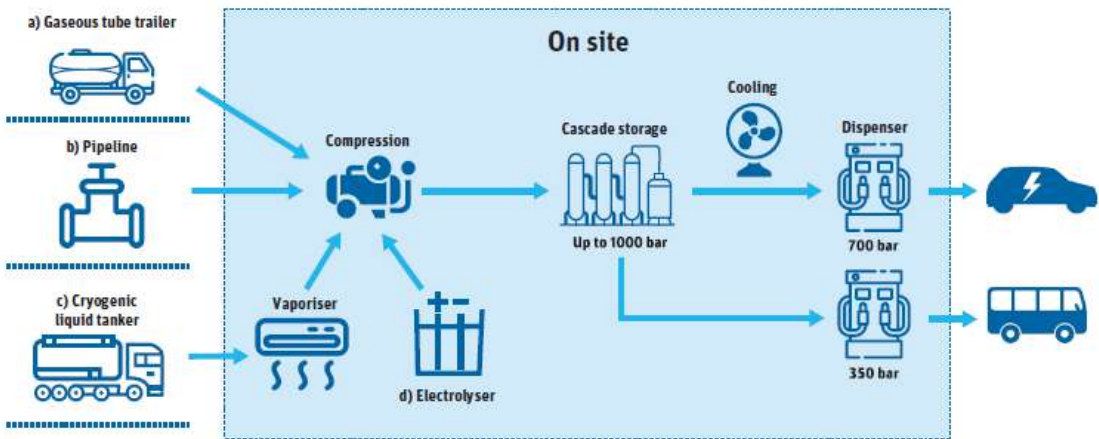 a) Gaseous tube trailer
b) Pipeline
c) Cryogenic
liquid tanker
On site
Compression
Vaporiser
d) Electrolyser
Cascade storage
Up to 1000 bar
Cooling
Dispenser
700 bar
350 bar